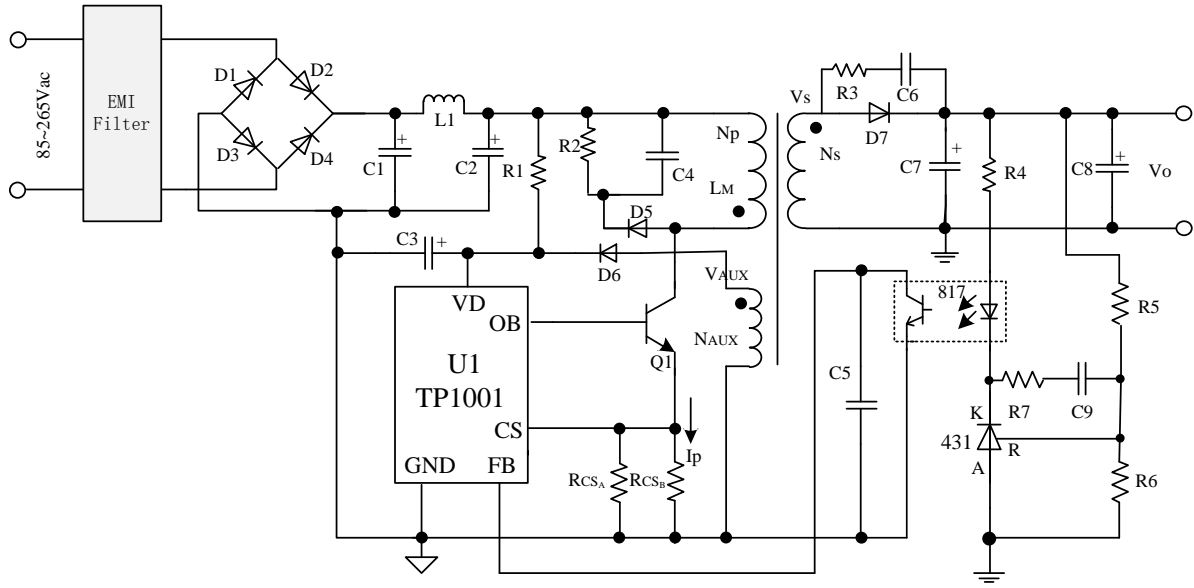 85~265Vac
EMI
Filter
D1
D2
D3
D4
C1
+
L1
C2
+
R1
R2
C4
D5
Np
LM
Vs
Ns
R3
C6
D7
C7
+
R4
C8
+
Vo
C3
+
D6
VAUX
NAUX
VD
OB
U1
TP1001
CS
GND
FB
Q1
Ip
RCSA
RCSB
C5
817
R5
R7
C9
K
431
R
A
R6